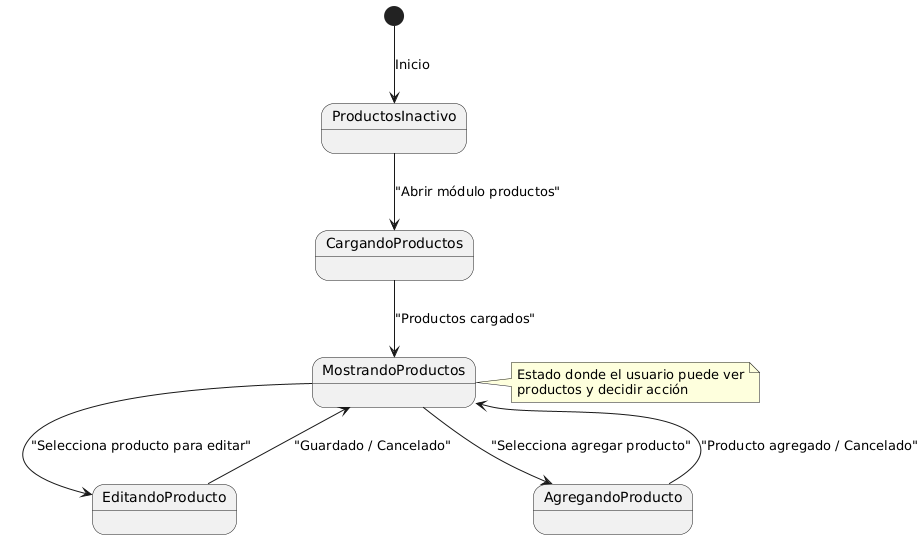 Inicio
ProductosInactivo
"Abrir módulo productos"
CargandoProductos
"Productos cargados"
MostrandoProductos
Estado donde el usuario puede ver
productos y decidir acción
"Selecciona producto para editar"
"Guardado / Cancelado"
"Selecciona agregar producto"
"Producto agregado / Cancelado"
EditandoProducto
AgregandoProducto